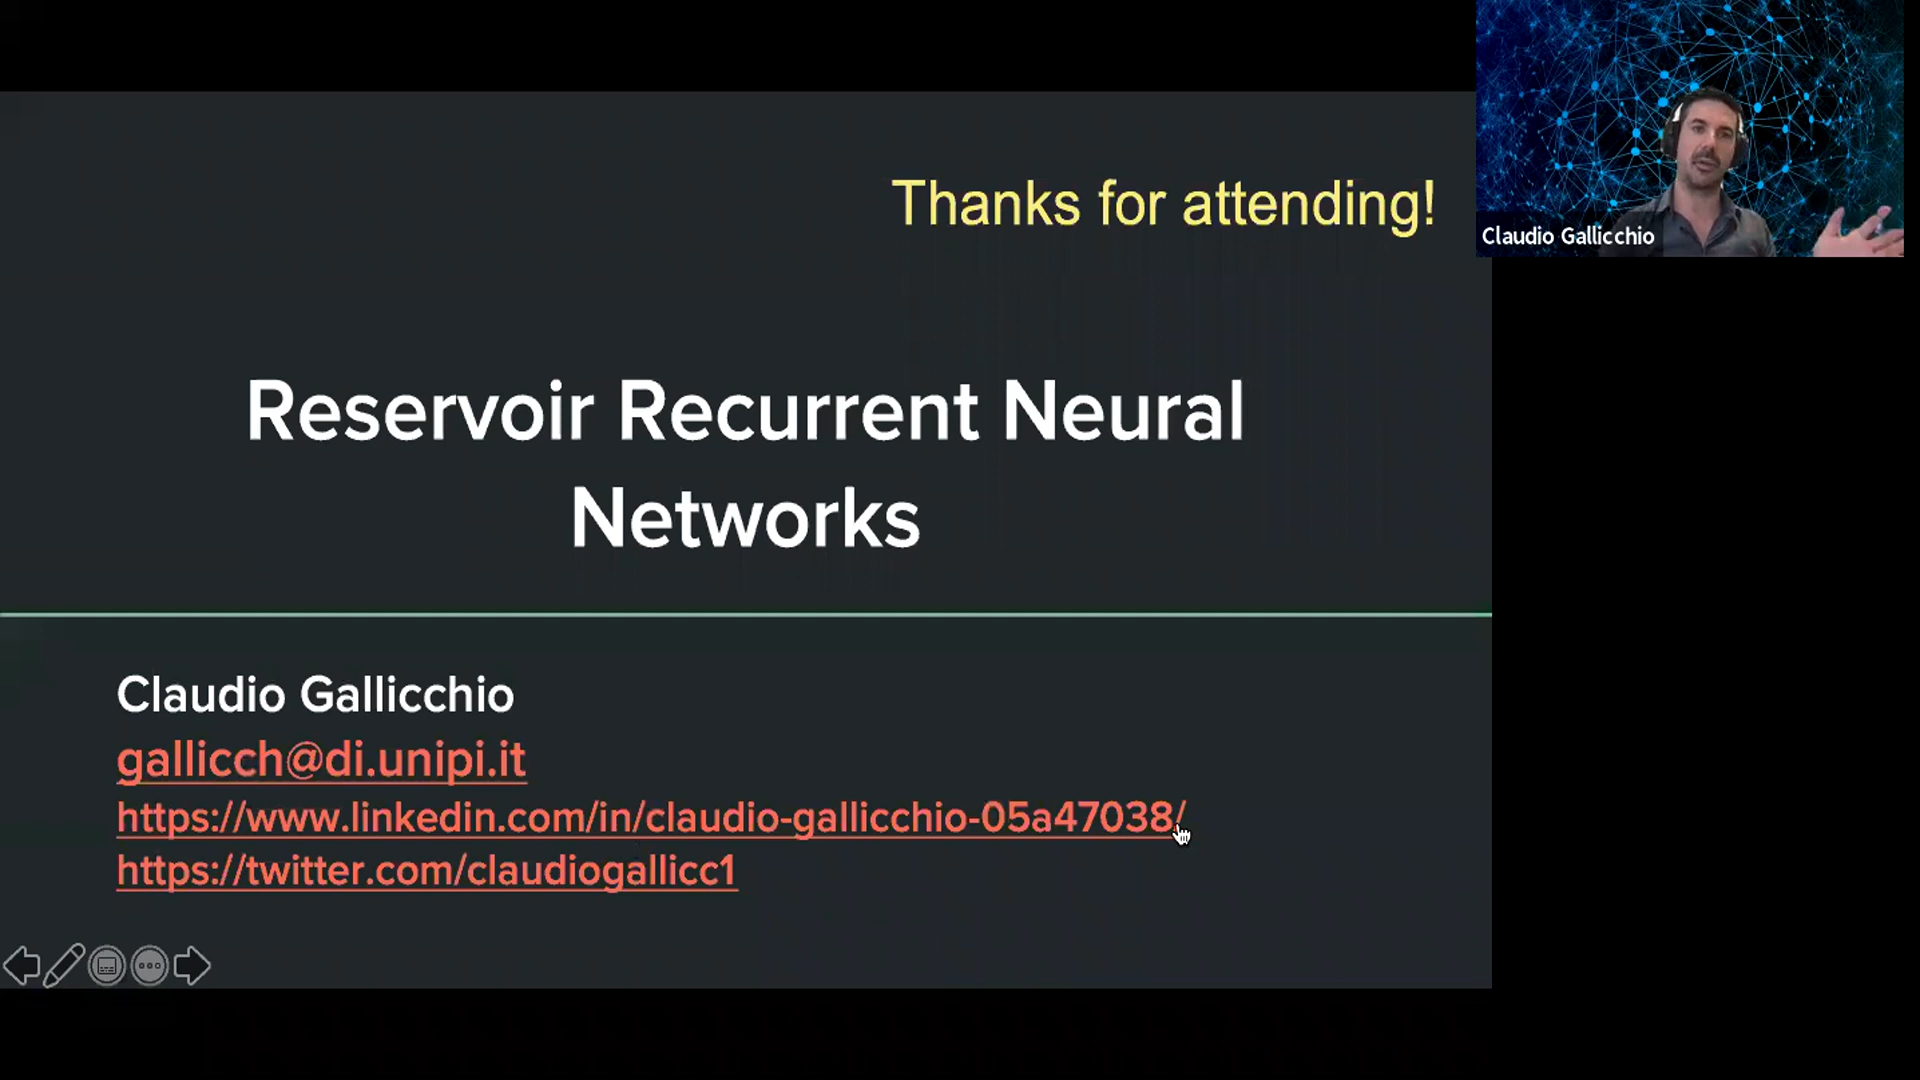 Thanks for attending!
Claudio Gallicchio
Reservoir Recurrent Neural
Networks
Claudio Gallicchio
gallicch@di.unipi.it
https://www.linkedin.com/in/claudio-gallicchio-05a47038/
https://twitter.com/claudiogallicc1